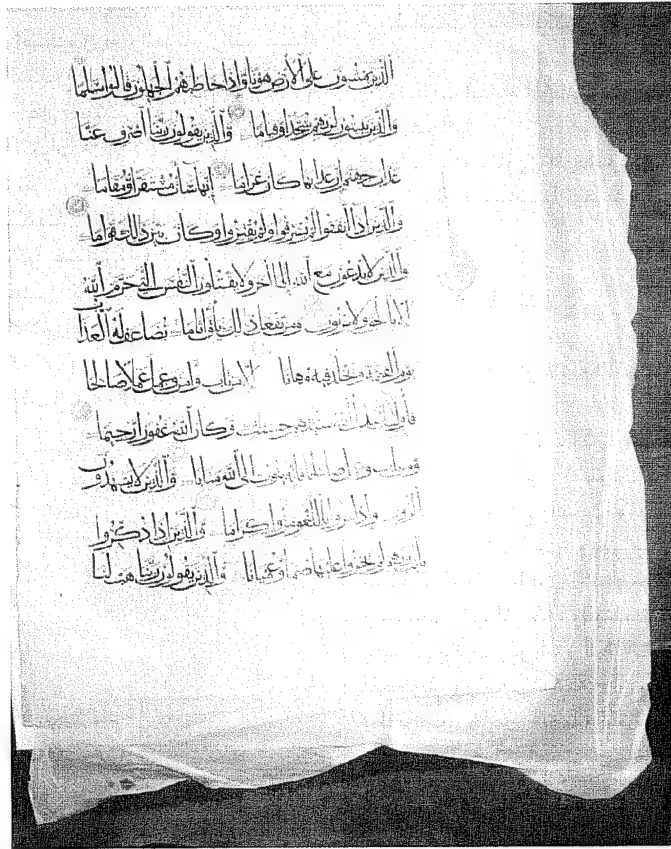 الذين يمشون على الأرض هونا وإذا خاطبهم الجهلون قالوا سلما
والذين يبيتون لربهم سجدا وقياما والذين يقولون ربنا اصرف عنا
عذاب جهنم إن عذابها كان غراما إنها ساءت مستقرا ومقاما
والذين إذا أنفقوا لم يسرفوا ولم يقتروا وكان بين ذلك قواما
والذين لا يدعون مع الله إلها آخر ولا يقتلون النفس التي حرم الله
إلا بالحق ولا يزنون ومن يفعل ذلك يلق أثاما يضاعف له العذاب
يوم القيمة ويخلد فيه مهانا إلا من تاب وآمن وعمل عملا صالحا
فأولئك يبدل الله سيئاتهم حسنت وكان الله غفورا رحيما
ومن تاب وعمل صالحا فإنه يتوب إلى الله متابا والذين لا يشهدون
الزور وإذا مروا باللغو مروا كراما والذين إذا ذكروا
بآيت ربهم لم يخروا عليها صما وعميانا والذين يقولون ربنا هب لنا